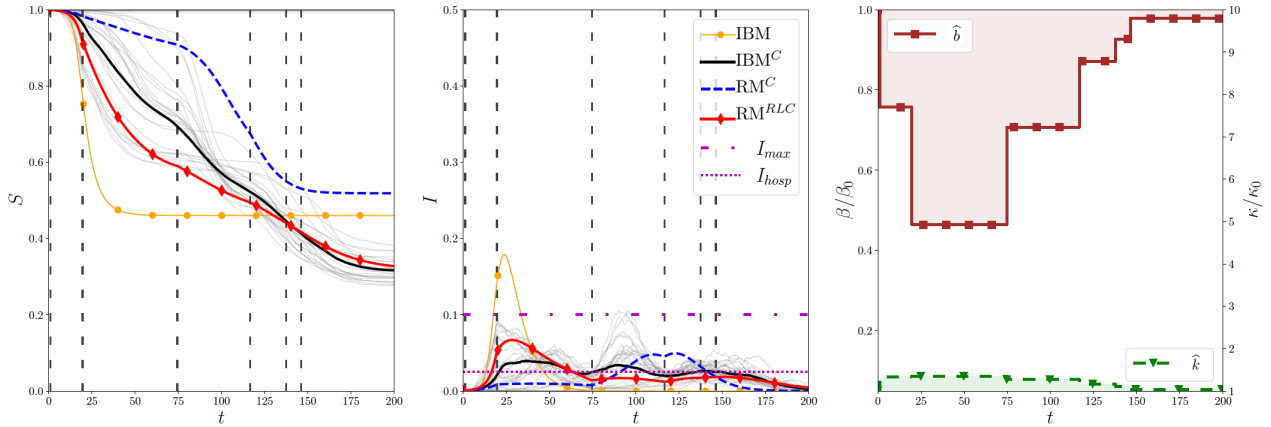 1.0
0.8
0.6
0.4
0.2
0.0
S
0 25 50 75 100 125 150 175 200
t
0.5
0.4
0.3
0.2
0.1
0.0
I
0 25 50 75 100 125 150 175 200
t
IBM
IBM^C
RM^C
RM^{RLC}
I_{max}
I_{hosp}
1.0
0.8
0.6
0.4
0.2
β/β_0
0 25 50 75 100 125 150 175 200
t
10
9
8
7
6
5
4
3
2
1
κ/κ_0
b̂
k̂